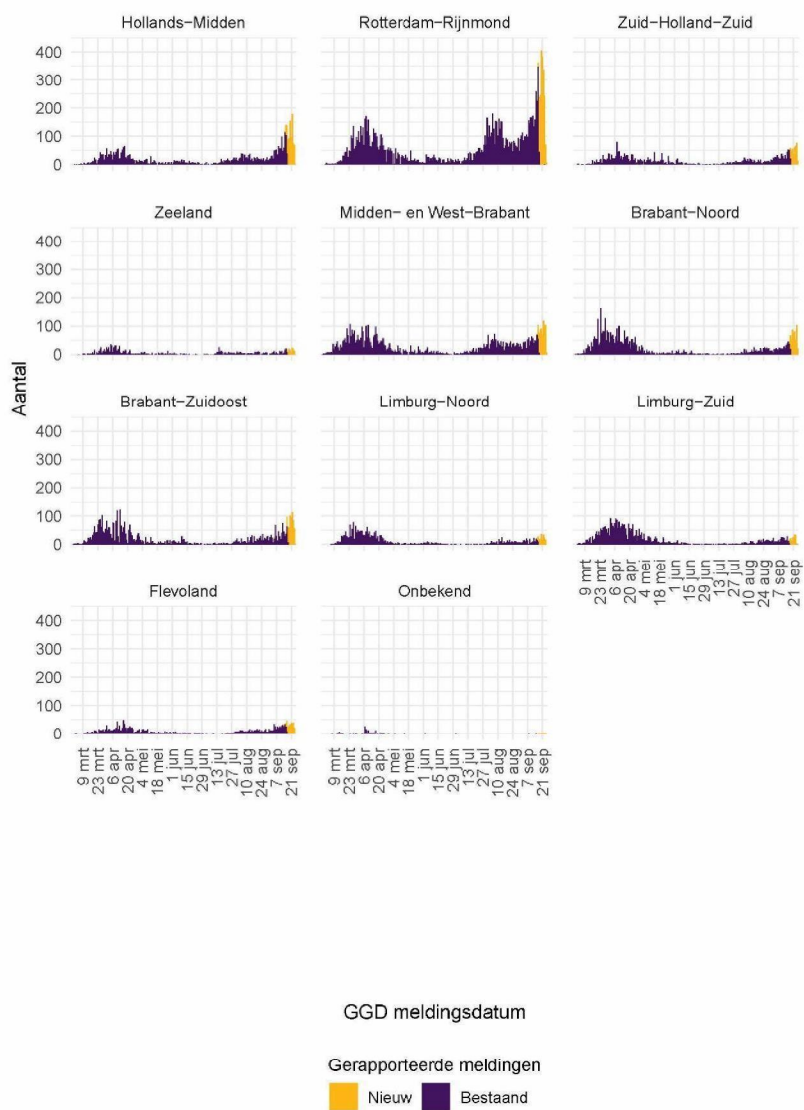 Hollands-Midden Rotterdam-Rijnmond Zuid-Holland-Zuid
400
300
200
100
0
Zeeland Midden- en West-Brabant Brabant-Noord
400
300
200
100
0
Aantal
Brabant-Zuidoost Limburg-Noord Limburg-Zuid
400
300
200
100
0
9 mrt 23 mrt 6 apr 20 apr 4 mei 18 mei 1 jun 15 jun 29 jun 13 jul 27 jul 10 aug 24 aug 7 sep 21 sep
Flevoland Onbekend
400
300
200
100
0
9 mrt 23 mrt 6 apr 20 apr 4 mei 18 mei 1 jun 15 jun 29 jun 13 jul 27 jul 10 aug 24 aug 7 sep 21 sep
9 mrt 23 mrt 6 apr 20 apr 4 mei 18 mei 1 jun 15 jun 29 jun 13 jul 27 jul 10 aug 24 aug 7 sep 21 sep
GGD meldingsdatum
Gerapporteerde meldingen
Nieuw Bestaand